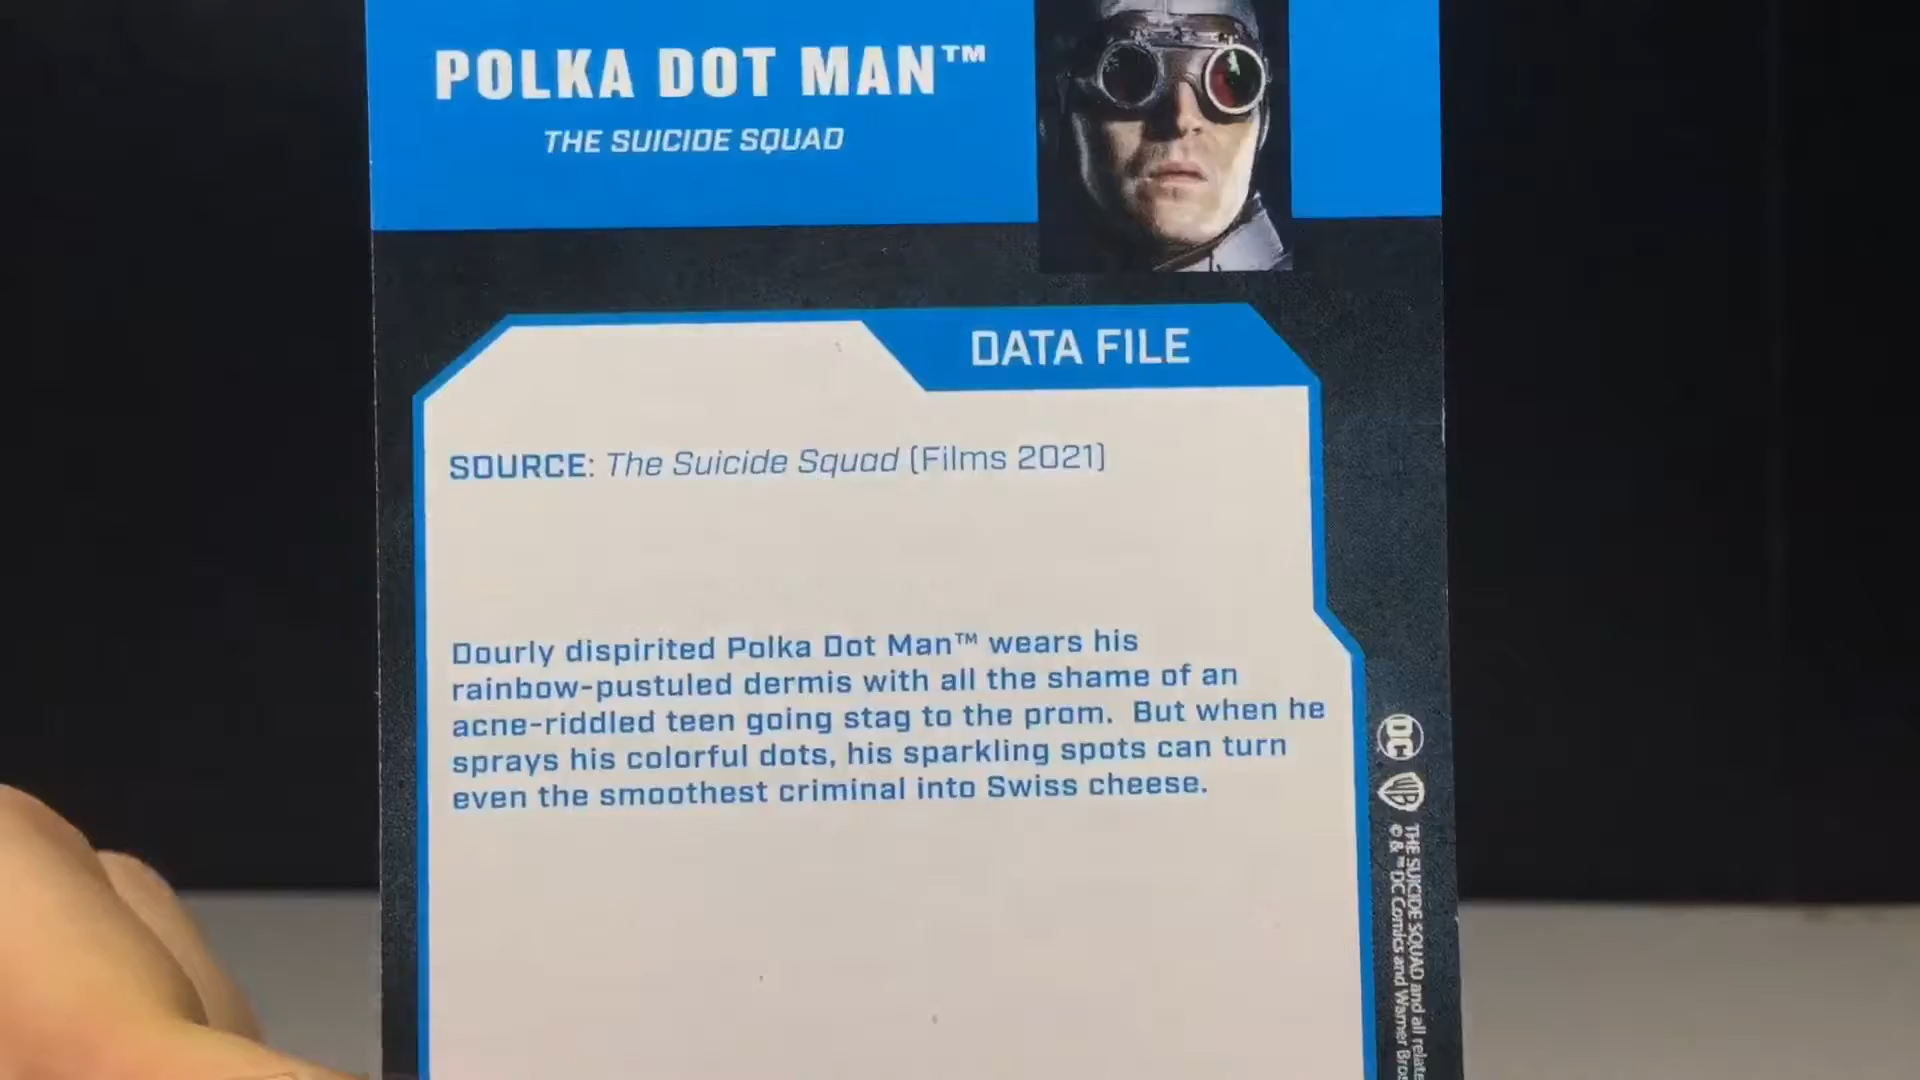 POLKA DOT MAN™
THE SUICIDE SQUAD
DATA FILE
SOURCE: The Suicide Squad (Films 2021)
Dourly dispirited Polka Dot Man™ wears his
rainbow-pustuled dermis with all the shame of an
acne-riddled teen going stag to the prom. But when he
sprays his colorful dots, his sparkling spots can turn
even the smoothest criminal into Swiss cheese.
DC
WB
THE SUICIDE SQUAD and all relate
© & ™ DC Comics and Warner Bros